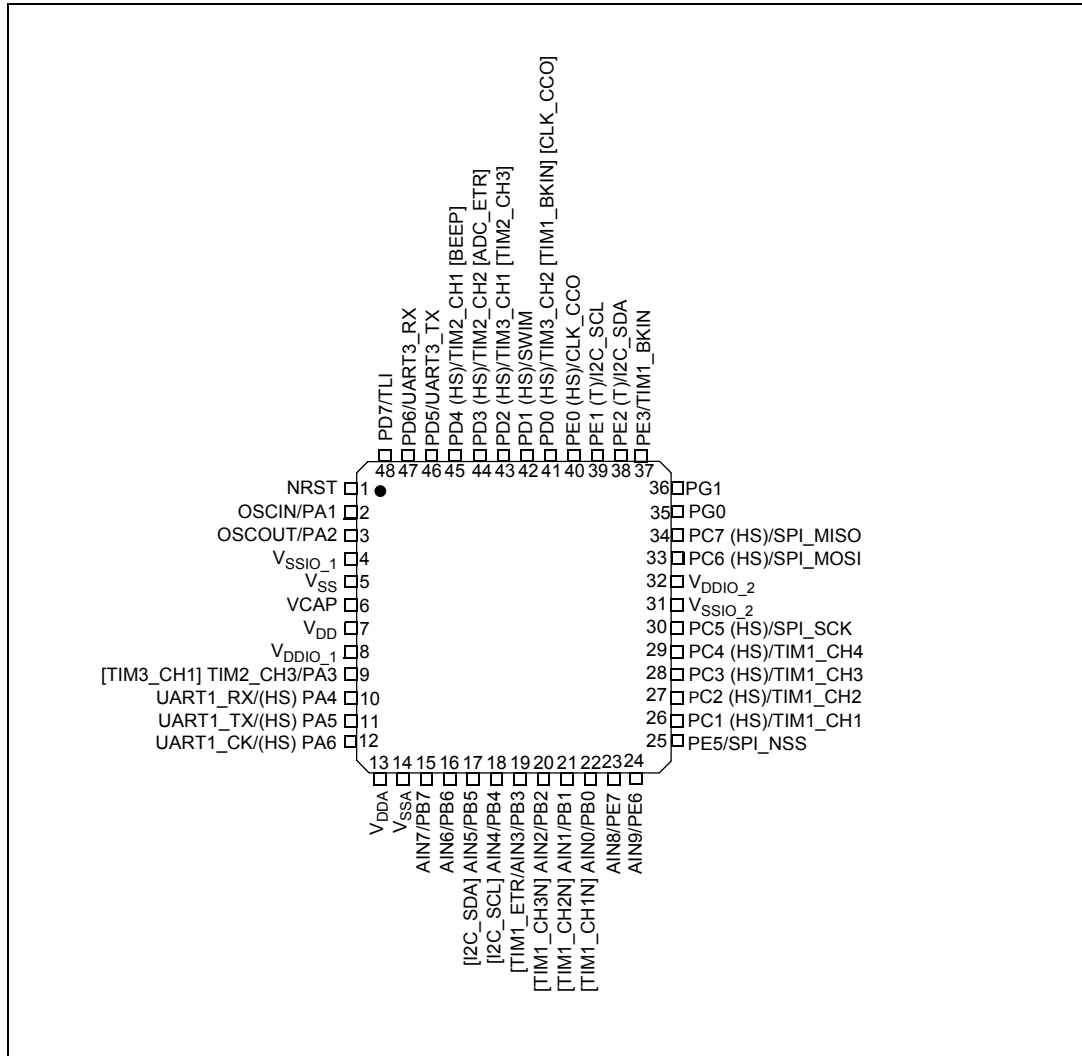 [TIM1_BKIN] [CLK_CCO]
PD7/TLI
PD6/UART3_RX
PD5/UART3_TX
PD4 (HS)/TIM2_CH1 [BEEP]
PD3 (HS)/TIM2_CH2 [ADC_ETR]
PD2 (HS)/TIM3_CH1 [TIM2_CH3]
PD1 (HS)/SWIM
PD0 (HS)/TIM3_CH2 [TIM1_BKIN] [CLK_CCO]
PE0 (HS)/CLK_CCO
PE1 (T)/I2C_SCL
PE2 (T)/I2C_SDA
PE3/TIM1_BKIN
48 47 46 45 44 43 42 41 40 39 38 37
NRST 1
OSCIN/PA1 2
OSCOUT/PA2 3
VSSIO_1 4
VSS 5
VCAP 6
VDD 7
VDDIO_1 8
[TIM3_CH1] TIM2_CH3/PA3 9
UART1_RX/(HS) PA4 10
UART1_TX/(HS) PA5 11
UART1_CK/(HS) PA6 12
36 PG1
35 PG0
34 PC7 (HS)/SPI_MISO
33 PC6 (HS)/SPI_MOSI
32 VDDIO_2
31 VSSIO_2
30 PC5 (HS)/SPI_SCK
29 PC4 (HS)/TIM1_CH4
28 PC3 (HS)/TIM1_CH3
27 PC2 (HS)/TIM1_CH2
26 PC1 (HS)/TIM1_CH1
25 PE5/SPI_NSS
13 14 15 16 17 18 19 20 21 22 23 24
VDDA
VSSA
AIN7/PB7
AIN6/PB6
[I2C_SDA] AIN5/PB5
[I2C_SCL] AIN4/PB4
[TIM1_ETR/AIN3/PB3
[TIM1_CH3N] AIN2/PB2
[TIM1_CH2N] AIN1/PB1
[TIM1_CH1N] AIN0/PB0
AIN8/PE7
AIN9/PE6